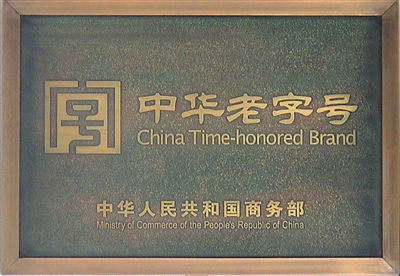 中华老字号
China Time-honored Brand
中华人民共和国商务部
Ministry of Commerce of the People's Republic of China